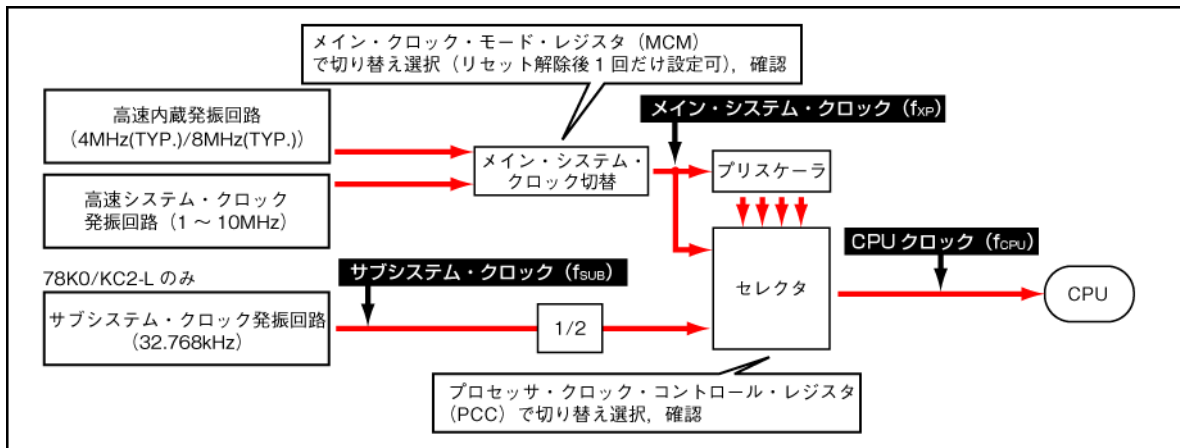 メイン・クロック・モード・レジスタ（MCM）
で切り替え選択（リセット解除後1回だけ設定可），確認
高速内蔵発振回路
（4MHz(TYP.)/8MHz(TYP.)）
メイン・システム・クロック（fXP）
メイン・システム・
クロック切替
プリスケーラ
高速システム・クロック
発振回路（1 ～ 10MHz）
CPU クロック（fCPU）
78K0/KC2-L のみ
サブシステム・クロック（fSUB）
セレクタ
CPU
サブシステム・クロック発振回路
（32.768kHz）
1/2
プロセッサ・クロック・コントロール・レジスタ
（PCC）で切り替え選択，確認